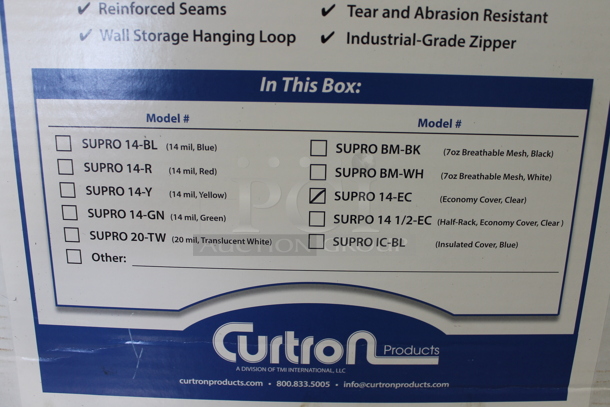 ✔ Reinforced Seams ✔ Tear and Abrasion Resistant
✔ Wall Storage Hanging Loop ✔ Industrial-Grade Zipper
In This Box:
Model # Model #
SUPRO 14-BL (14 mil, Blue) SUPRO BM-BK (7oz Breathable Mesh, Black)
SUPRO 14-R (14 mil, Red) SUPRO BM-WH (7oz Breathable Mesh, White)
SUPRO 14-Y (14 mil, Yellow) SUPRO 14-EC (Economy Cover, Clear)
SUPRO 14-GN (14 mil, Green) SURPO 14 1/2-EC (Half-Rack, Economy Cover, Clear)
SUPRO 20-TW (20 mil, Translucent White) SUPRO IC-BL (Insulated Cover, Blue)
Other:
PCI
AUCTION GROUP
Curtron Products
A DIVISION OF TMI INTERNATIONAL, LLC
curtronproducts.com • 800.833.5005 • info@curtronproducts.com